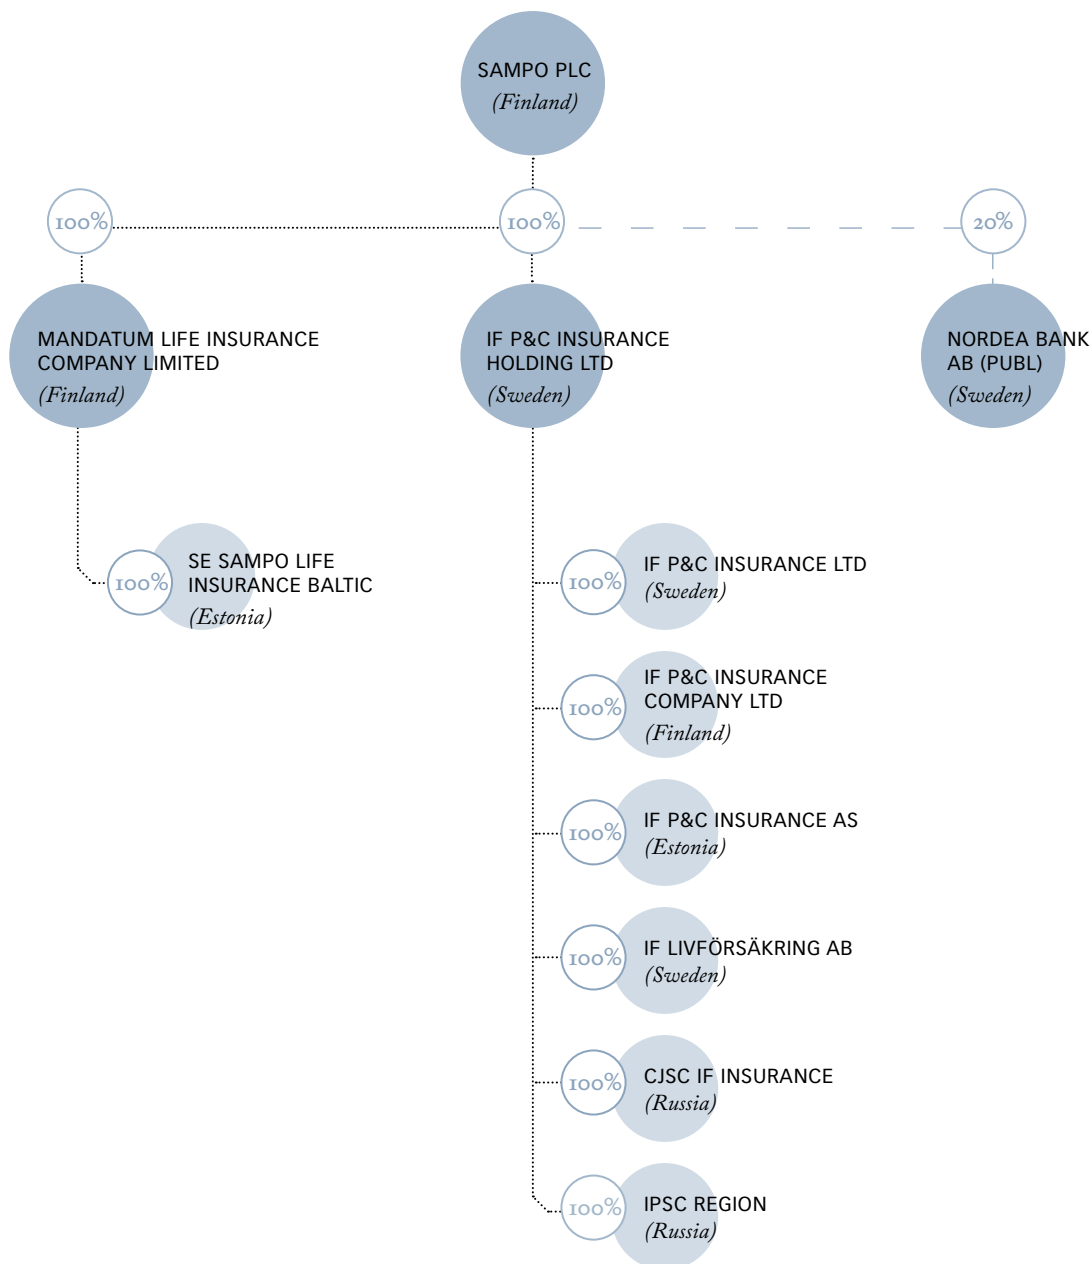 SAMPO PLC
(Finland)
100%
100%
20%
MANDATUM LIFE INSURANCE
COMPANY LIMITED
(Finland)
IF P&C INSURANCE
HOLDING LTD
(Sweden)
NORDEA BANK
AB (PUBL)
(Sweden)
100%
SE SAMPO LIFE
INSURANCE BALTIC
(Estonia)
100%
IF P&C INSURANCE LTD
(Sweden)
100%
IF P&C INSURANCE
COMPANY LTD
(Finland)
100%
IF P&C INSURANCE AS
(Estonia)
100%
IF LIVFÖRSÄKRING AB
(Sweden)
100%
CJSC IF INSURANCE
(Russia)
100%
IPSC REGION
(Russia)